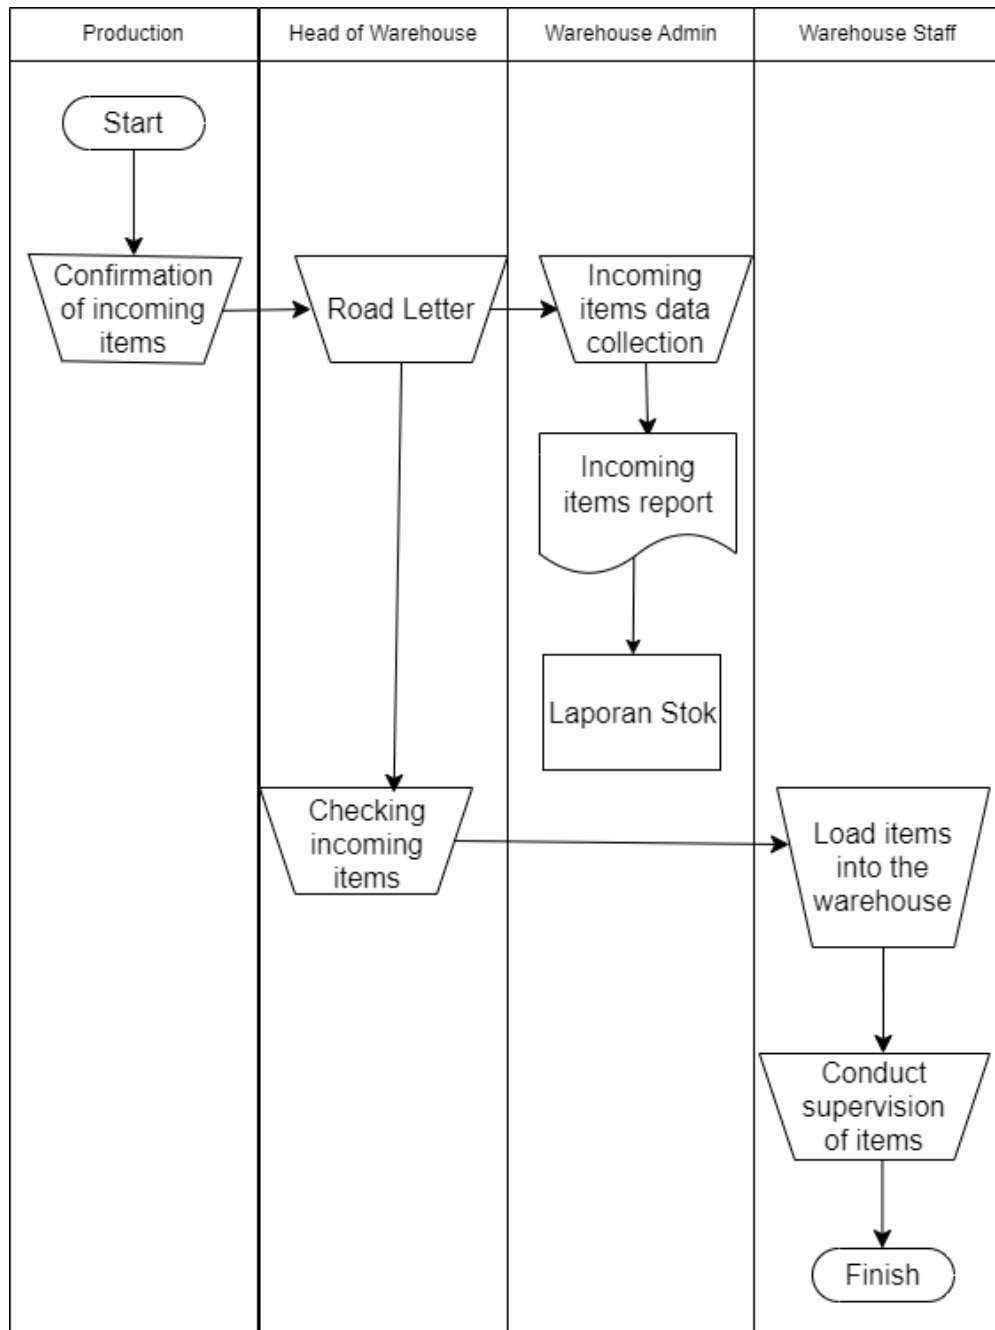 Production
Head of Warehouse
Warehouse Admin
Warehouse Staff
Start
Confirmation
of incoming
items
Road Letter
Incoming
items data
collection
Incoming
items report
Laporan Stok
Checking
incoming
items
Load items
into the
warehouse
Conduct
supervision
of items
Finish